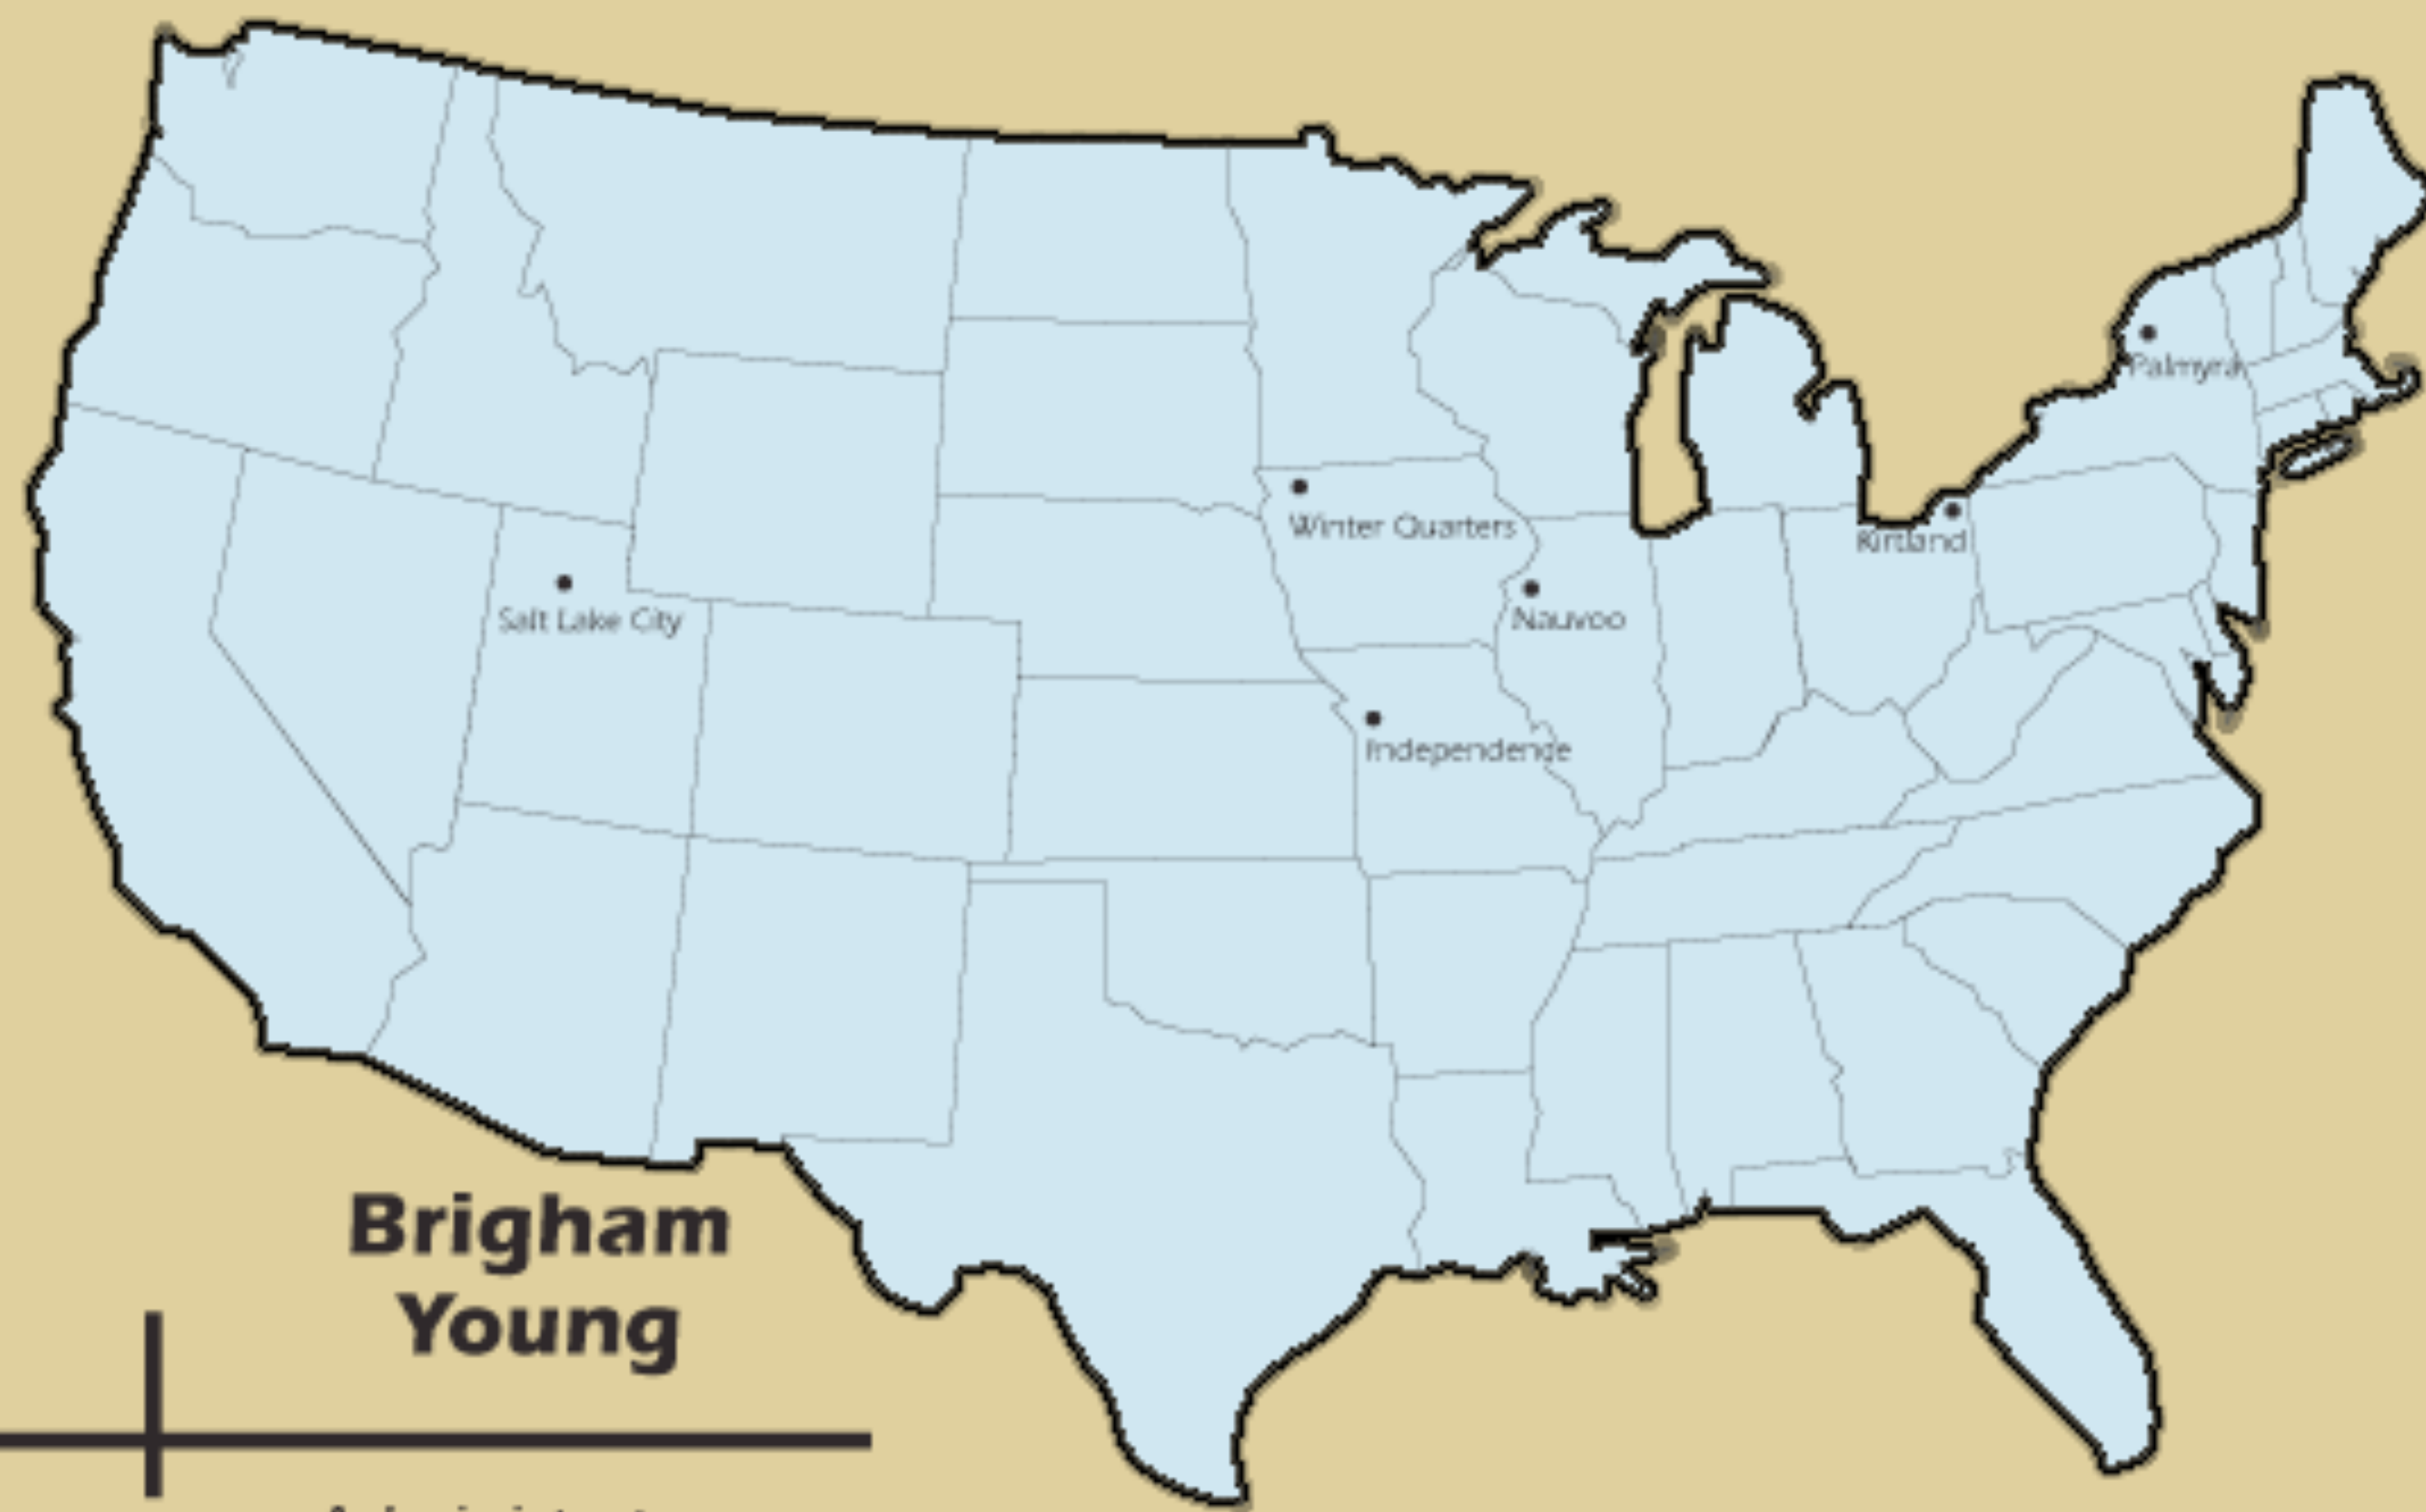 Palmyra
Winter Quarters
Kirtland
Salt Lake City
Nauvoo
Independence
Brigham
Young